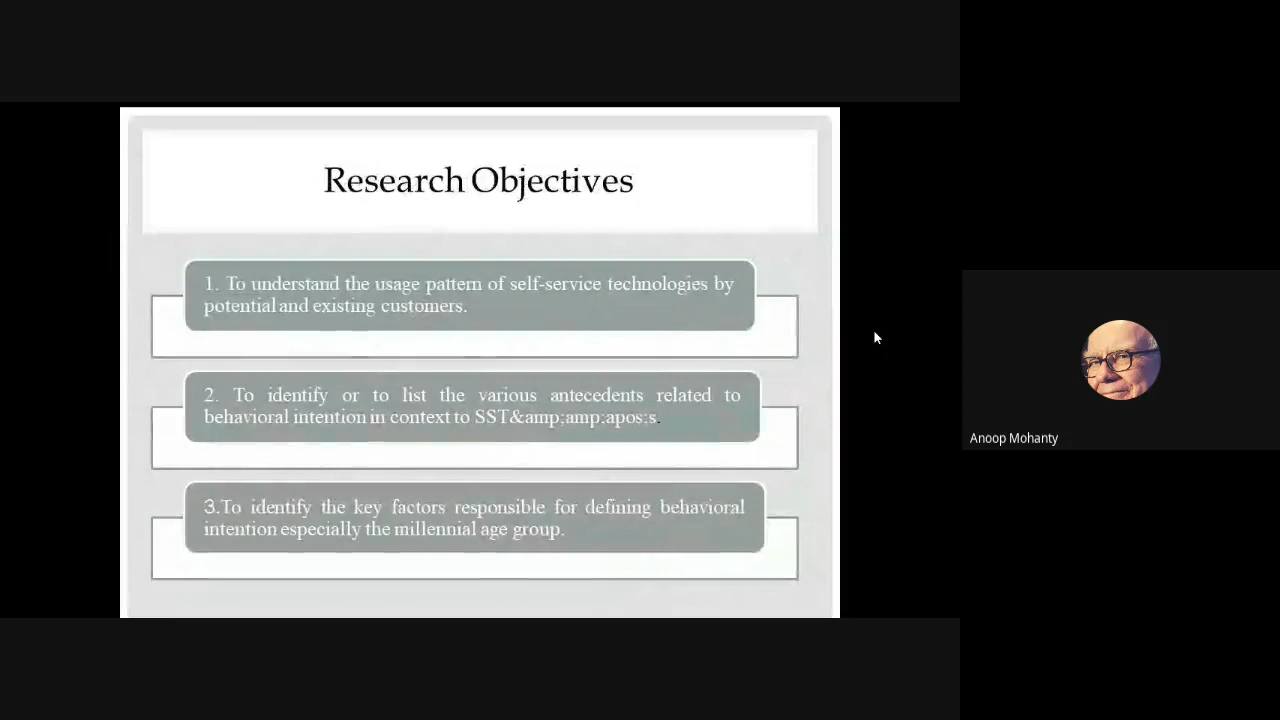 Research Objectives
1. To understand the usage pattern of self-service technologies by
potential and existing customers.
2. To identify or to list the various antecedents related to
behavioral intention in context to SST&amp;amp;apos;s.
3.To identify the key factors responsible for defining behavioral
intention especially the millennial age group.
Anoop Mohanty